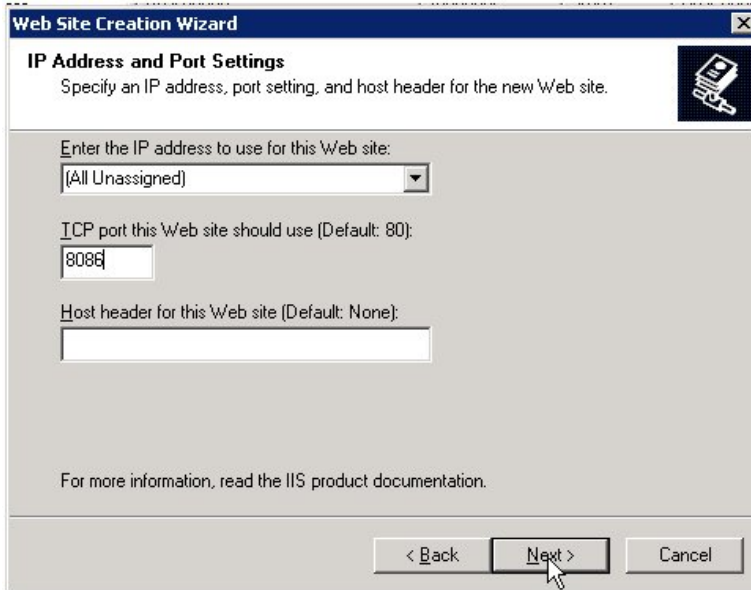 Web Site Creation Wizard
IP Address and Port Settings
Specify an IP address, port setting, and host header for the new Web site.
Enter the IP address to use for this Web site:
(All Unassigned)
TCP port this Web site should use (Default: 80):
8086
Host header for this Web site (Default: None):
For more information, read the IIS product documentation.
< Back
Next >
Cancel